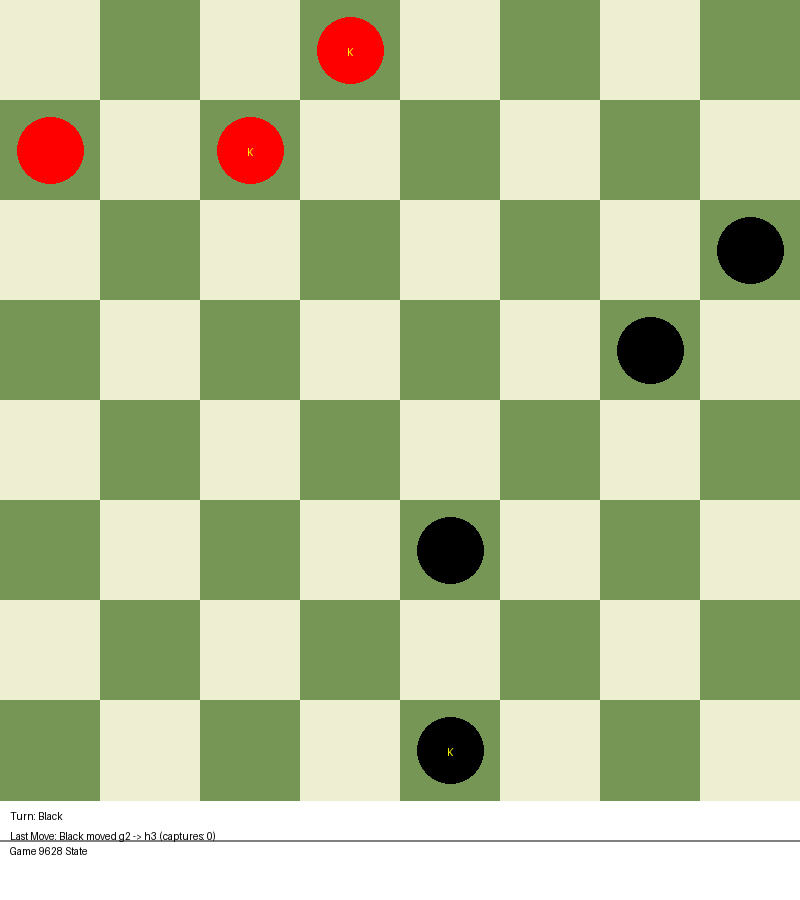 K
K
K
Turn: Black
Last Move: Black moved g2 -> h3 (captures: 0)
Game 9628 State